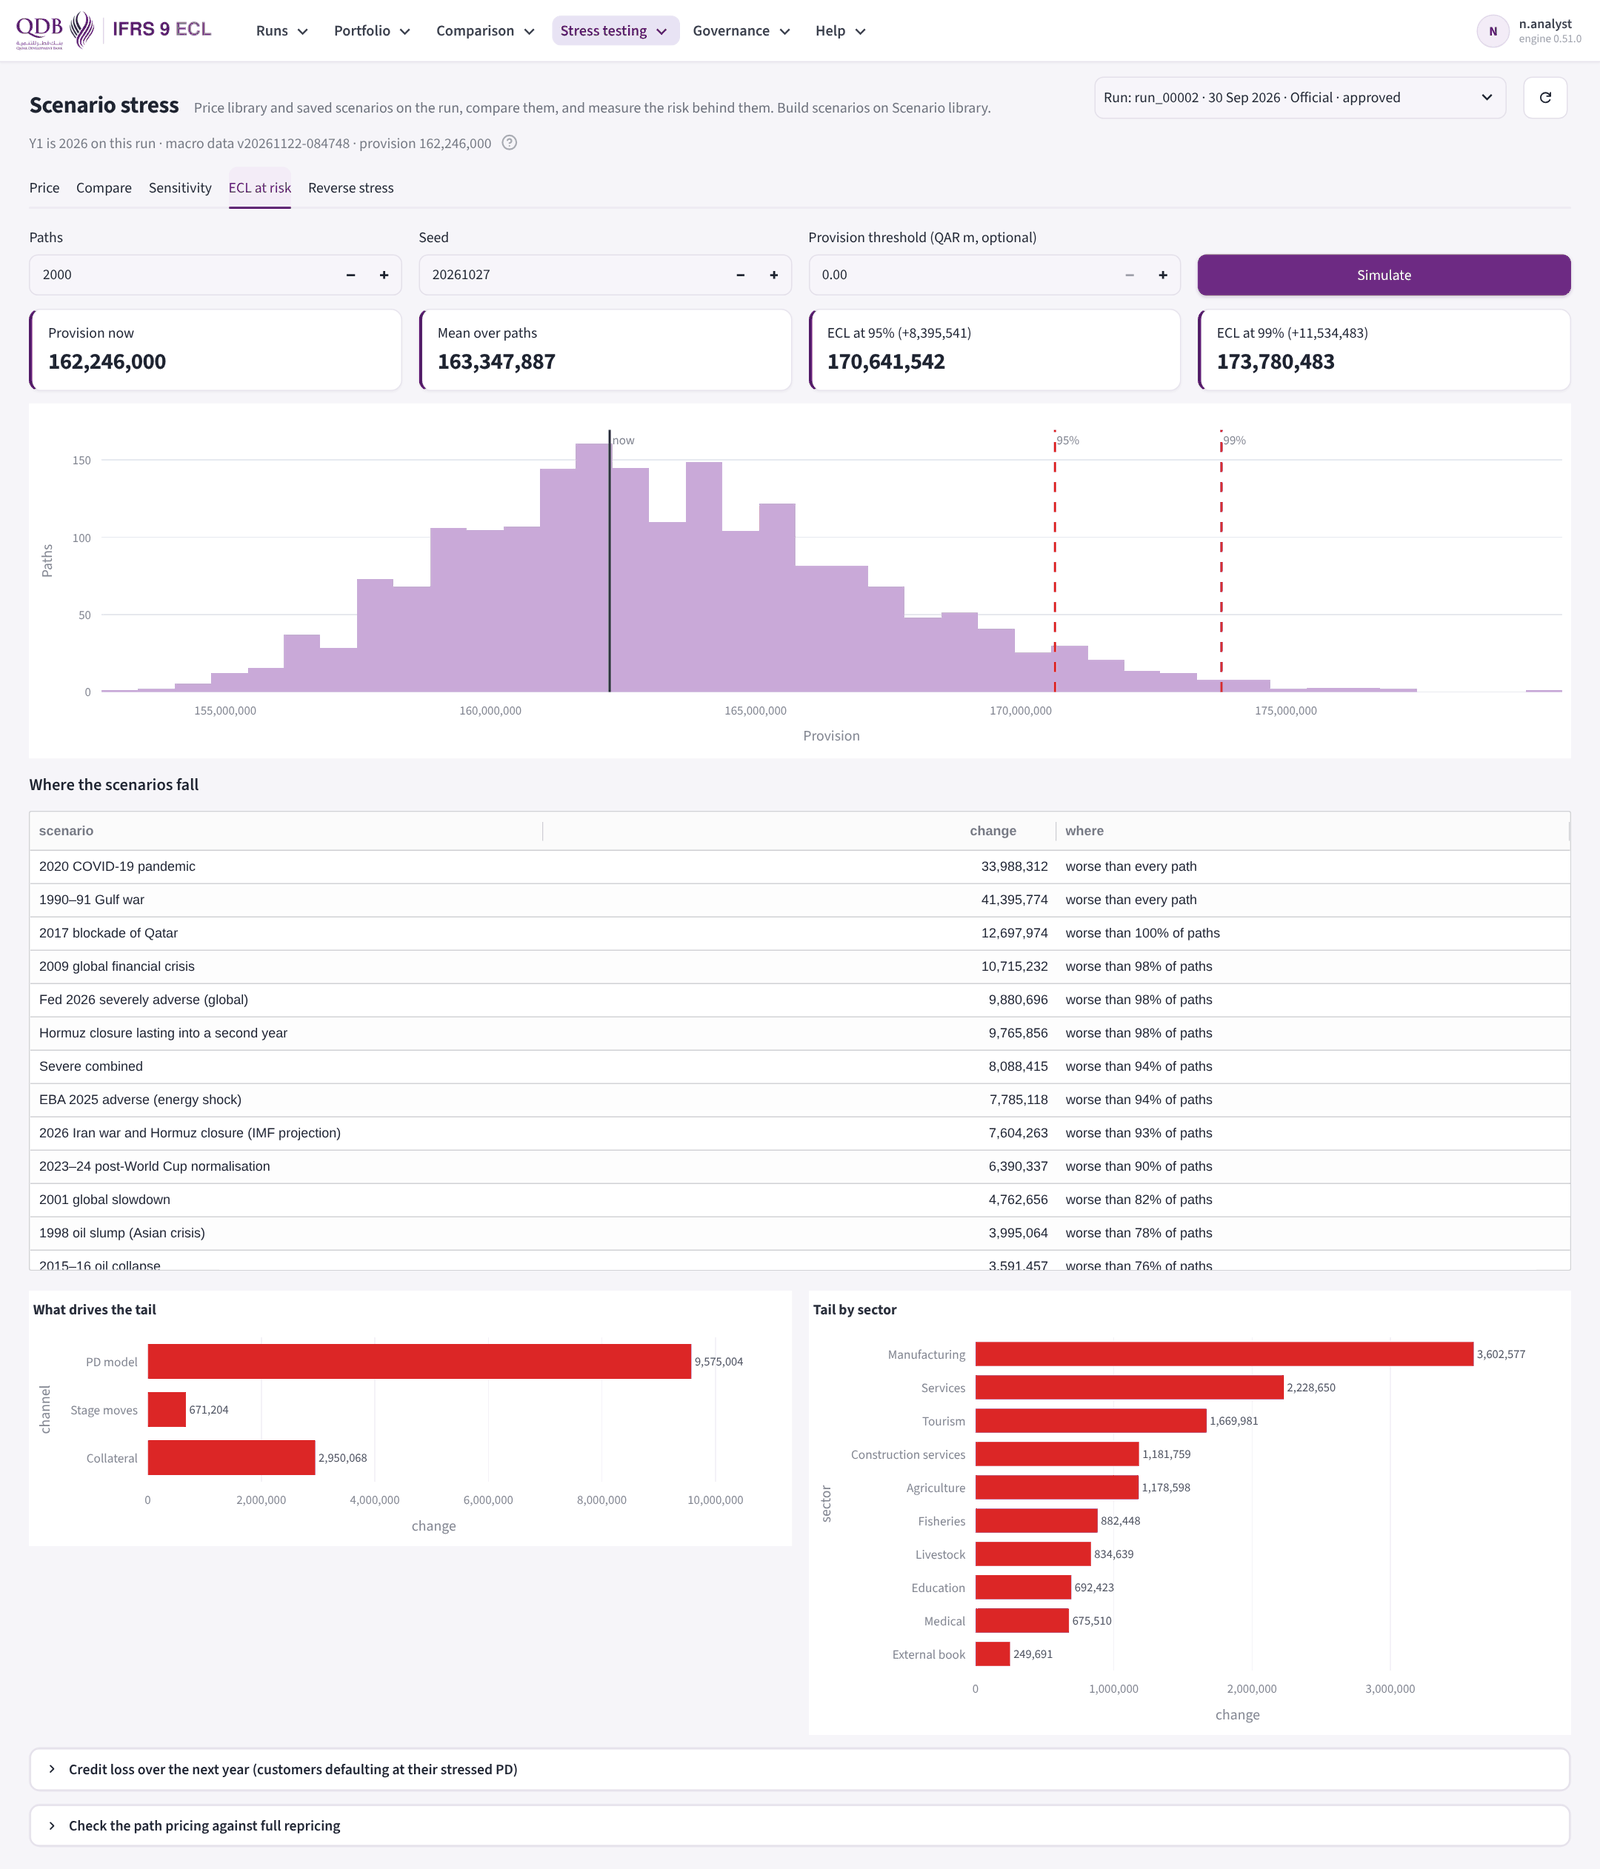 QDB
IFRS 9 ECL
Runs
Portfolio
Comparison
Stress testing
Governance
Help
N
n.analyst
engine 0.51.0
Scenario stress
Price library and saved scenarios on the run, compare them, and measure the risk behind them. Build scenarios on Scenario library.
Run: run_00002 · 30 Sep 2026 · Official · approved
Y1 is 2026 on this run · macro data v20261122-084748 · provision 162,246,000
Price Compare Sensitivity ECL at risk Reverse stress
Paths
2000
Seed
20261027
Provision threshold (QAR m, optional)
0.00
Simulate
Provision now
162,246,000
Mean over paths
163,347,887
ECL at 95% (+8,395,541)
170,641,542
ECL at 99% (+11,534,483)
173,780,483
now
95%
99%
150
100
50
0
Paths
155,000,000 160,000,000 165,000,000 170,000,000 175,000,000
Provision
Where the scenarios fall
scenario change where
2020 COVID-19 pandemic 33,988,312 worse than every path
1990–91 Gulf war 41,395,774 worse than every path
2017 blockade of Qatar 12,697,974 worse than 100% of paths
2009 global financial crisis 10,715,232 worse than 98% of paths
Fed 2026 severely adverse (global) 9,880,696 worse than 98% of paths
Hormuz closure lasting into a second year 9,765,856 worse than 98% of paths
Severe combined 8,088,415 worse than 94% of paths
EBA 2025 adverse (energy shock) 7,785,118 worse than 94% of paths
2026 Iran war and Hormuz closure (IMF projection) 7,604,263 worse than 93% of paths
2023–24 post-World Cup normalisation 6,390,337 worse than 90% of paths
2001 global slowdown 4,762,656 worse than 82% of paths
1998 oil slump (Asian crisis) 3,995,064 worse than 78% of paths
2015–16 oil collapse 3,591,457 worse than 76% of paths
What drives the tail
channel
PD model 9,575,004
Stage moves 671,204
Collateral 2,950,068
0 2,000,000 4,000,000 6,000,000 8,000,000 10,000,000
change
Tail by sector
sector
Manufacturing 3,602,577
Services 2,228,650
Tourism 1,669,981
Construction services 1,181,759
Agriculture 1,178,598
Fisheries 882,448
Livestock 834,639
Education 692,423
Medical 675,510
External book 249,691
0 1,000,000 2,000,000 3,000,000
change
Credit loss over the next year (customers defaulting at their stressed PD)
Check the path pricing against full repricing